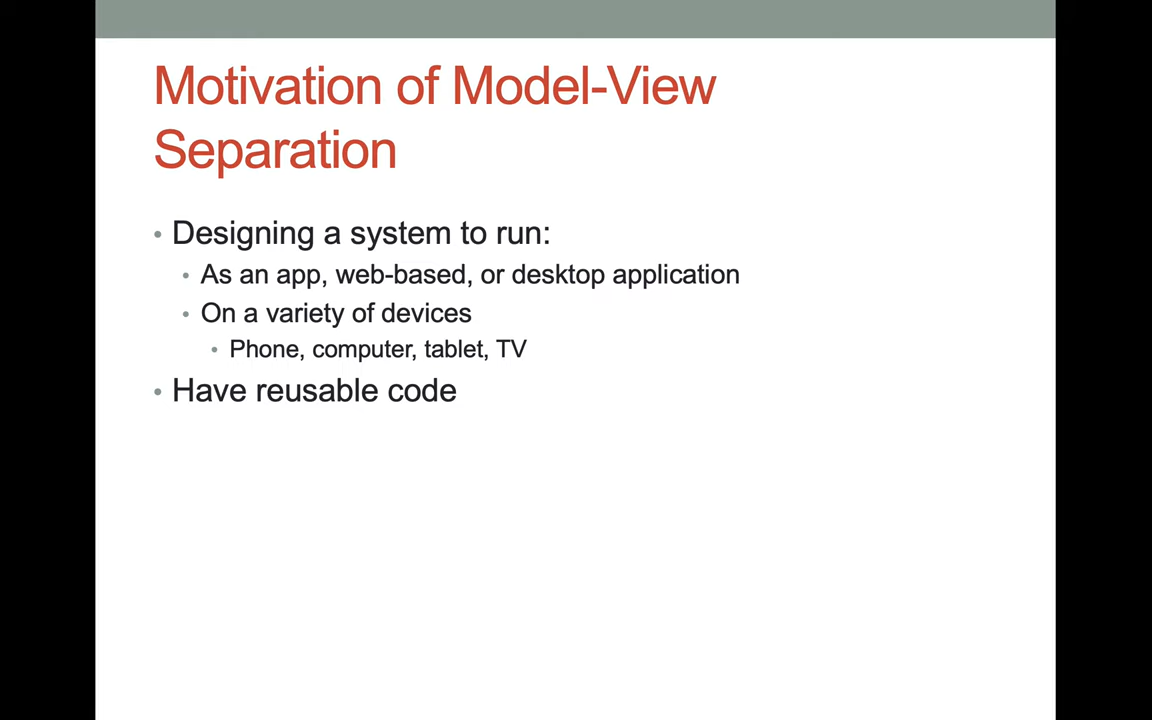 Motivation of Model-View
Separation
• Designing a system to run:
• As an app, web-based, or desktop application
• On a variety of devices
• Phone, computer, tablet, TV
• Have reusable code